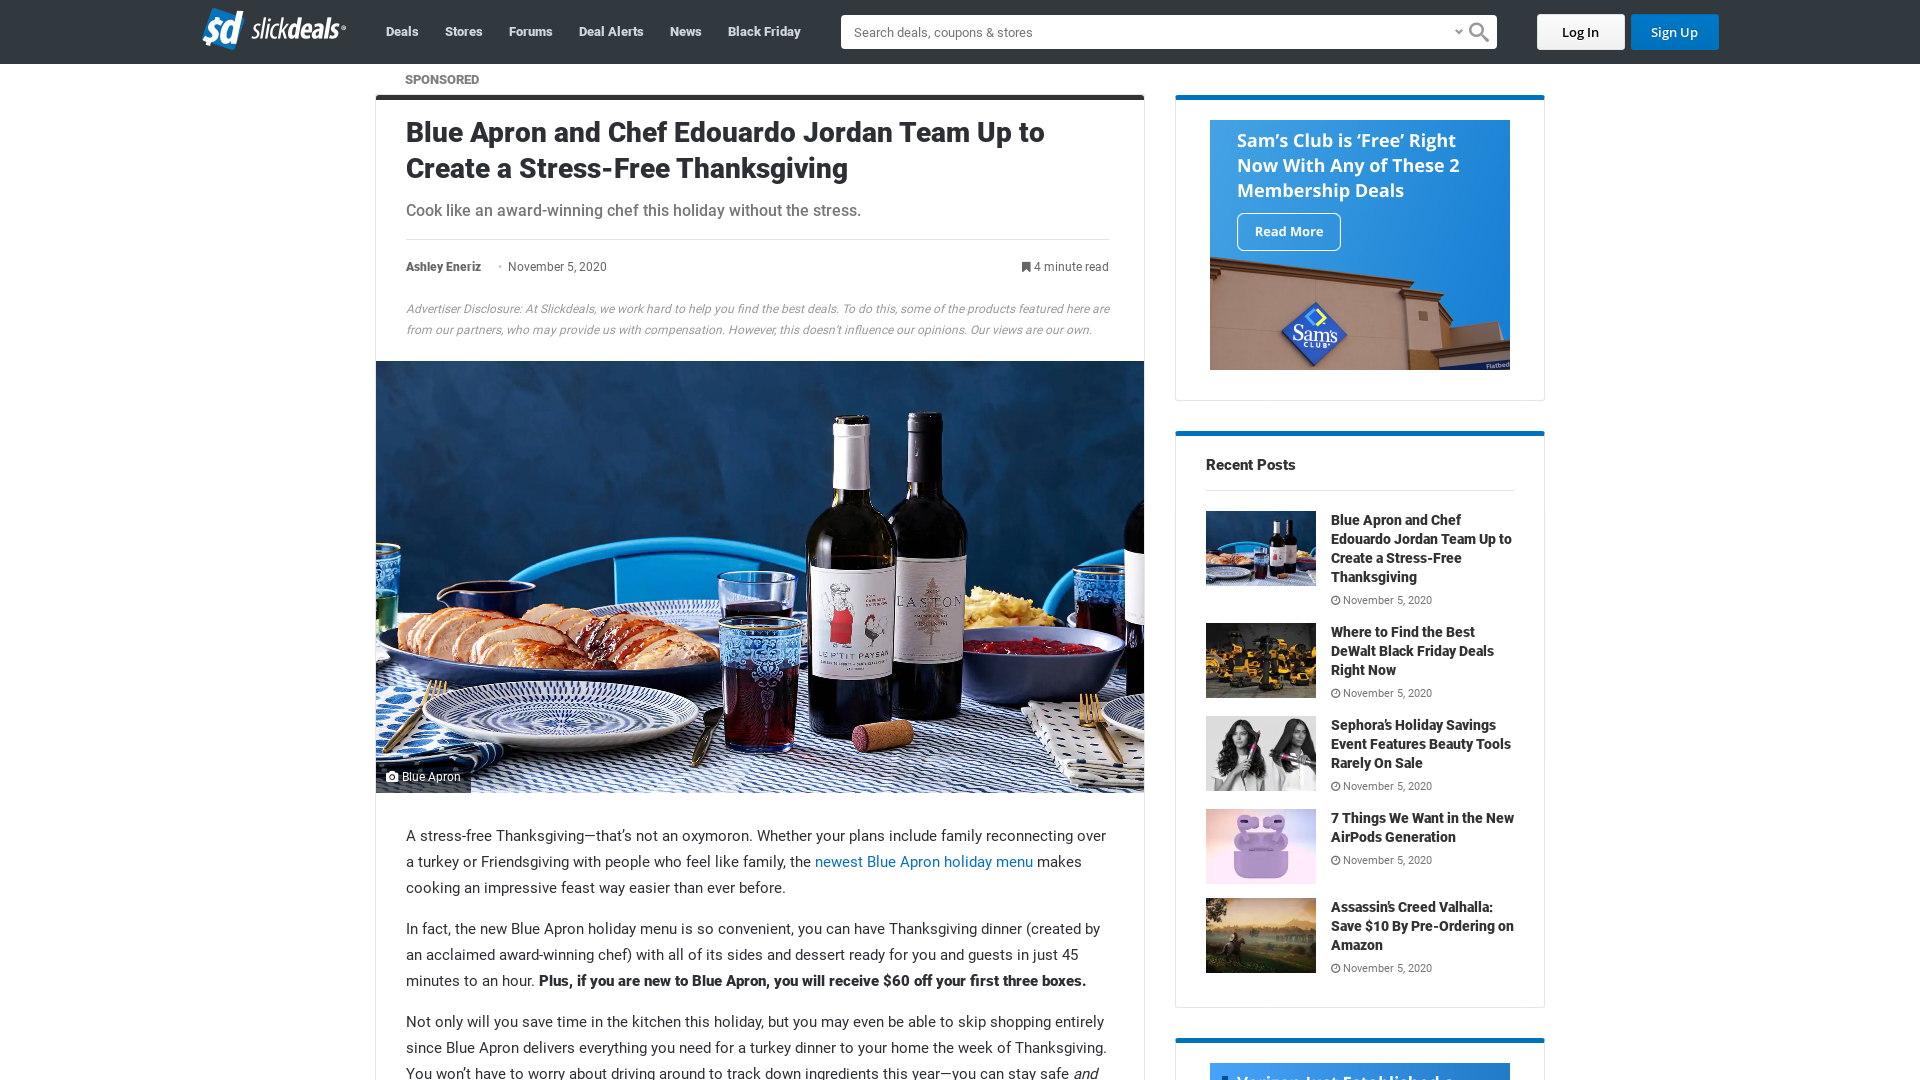 $d slickdeals
Deals
Stores
Forums
Deal Alerts
News
Black Friday
Search deals, coupons & stores
Log In
Sign Up
SPONSORED
Blue Apron and Chef Edouardo Jordan Team Up to
Create a Stress-Free Thanksgiving
Cook like an award-winning chef this holiday without the stress.
Ashley Eneriz
November 5, 2020
4 minute read
Advertiser Disclosure: At Slickdeals, we work hard to help you find the best deals. To do this, some of the products featured here are
from our partners, who may provide us with compensation. However, this doesn’t influence our opinions. Our views are our own.
EASTON
ZINFANDEL
LE P'TIT PAYSAN
Blue Apron
A stress-free Thanksgiving—that’s not an oxymoron. Whether your plans include family reconnecting over
a turkey or Friendsgiving with people who feel like family, the newest Blue Apron holiday menu makes
cooking an impressive feast way easier than ever before.
In fact, the new Blue Apron holiday menu is so convenient, you can have Thanksgiving dinner (created by
an acclaimed award-winning chef) with all of its sides and dessert ready for you and guests in just 45
minutes to an hour. Plus, if you are new to Blue Apron, you will receive $60 off your first three boxes.
Not only will you save time in the kitchen this holiday, but you may even be able to skip shopping entirely
since Blue Apron delivers everything you need for a turkey dinner to your home the week of Thanksgiving.
You won’t have to worry about driving around to track down ingredients this year—you can stay safe and
Sam’s Club is ‘Free’ Right
Now With Any of These 2
Membership Deals
Read More
Sam's
CLUB
Flatbed
Recent Posts
Blue Apron and Chef
Edouardo Jordan Team Up to
Create a Stress-Free
Thanksgiving
November 5, 2020
Where to Find the Best
DeWalt Black Friday Deals
Right Now
November 5, 2020
Sephora’s Holiday Savings
Event Features Beauty Tools
Rarely On Sale
November 5, 2020
7 Things We Want in the New
AirPods Generation
November 5, 2020
Assassin’s Creed Valhalla:
Save $10 By Pre-Ordering on
Amazon
November 5, 2020
Verizon Just Established a